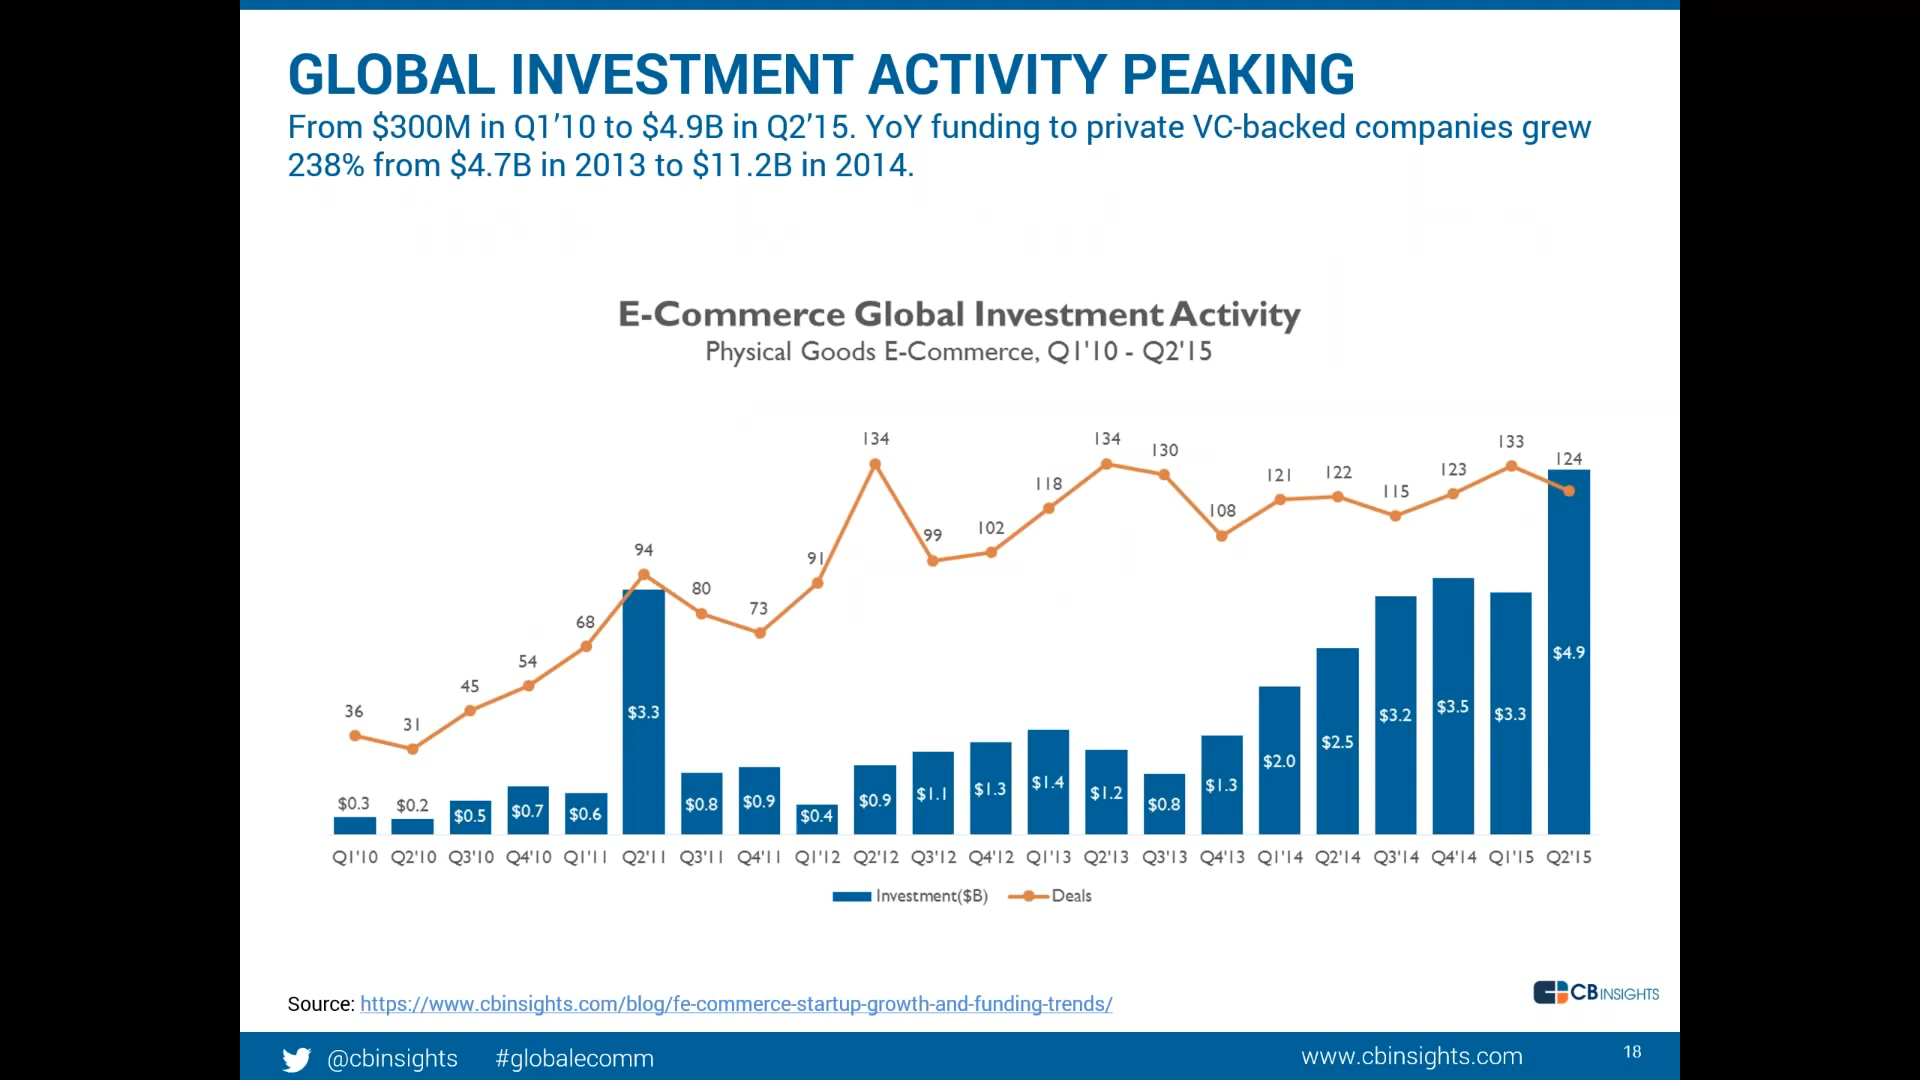 GLOBAL INVESTMENT ACTIVITY PEAKING
From $300M in Q1’10 to $4.9B in Q2’15. YoY funding to private VC-backed companies grew
238% from $4.7B in 2013 to $11.2B in 2014.
E-Commerce Global Investment Activity
Physical Goods E-Commerce, Q1'10 - Q2'15
36 31 45 54 68 94 80 73 91 134 99 102 118 134 130 108 121 122 115 123 133 124
$0.3 $0.2 $0.5 $0.7 $0.6 $3.3 $0.8 $0.9 $0.4 $0.9 $1.1 $1.3 $1.4 $1.2 $0.8 $1.3 $2.0 $2.5 $3.2 $3.5 $3.3 $4.9
Q1'10 Q2'10 Q3'10 Q4'10 Q1'11 Q2'11 Q3'11 Q4'11 Q1'12 Q2'12 Q3'12 Q4'12 Q1'13 Q2'13 Q3'13 Q4'13 Q1'14 Q2'14 Q3'14 Q4'14 Q1'15 Q2'15
Investment($B) Deals
Source: https://www.cbinsights.com/blog/fe-commerce-startup-growth-and-funding-trends/
CBINSIGHTS
@cbinsights #globalecomm www.cbinsights.com 18